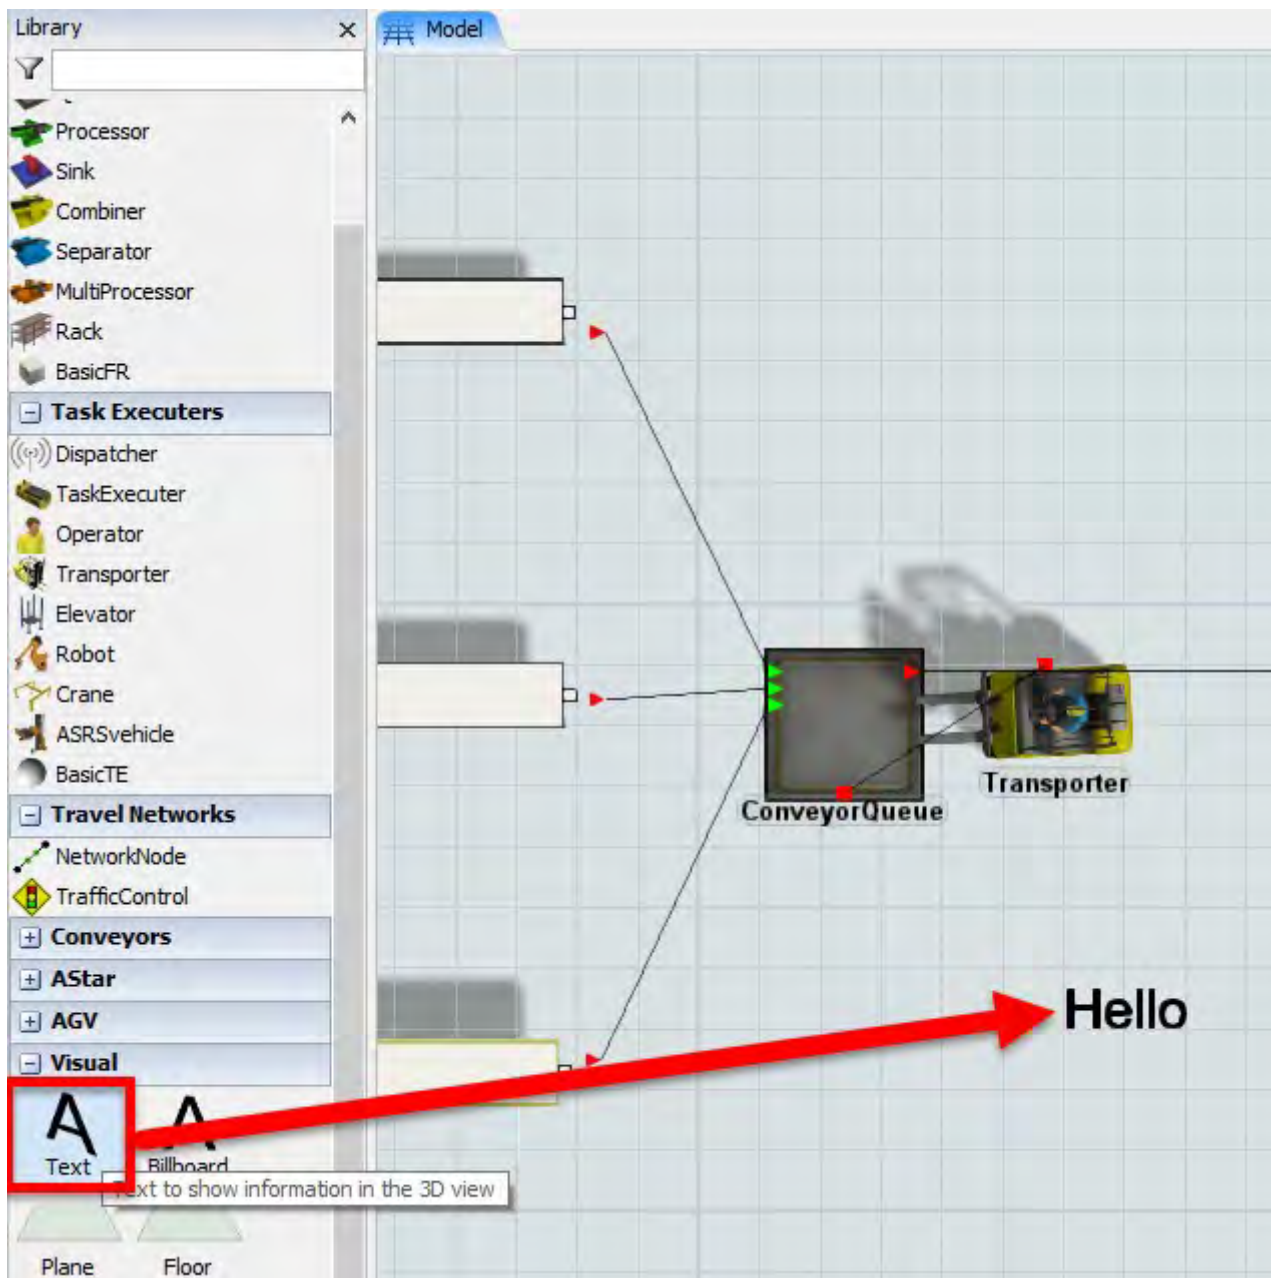 Library
Model
Processor
Sink
Combiner
Separator
MultiProcessor
Rack
BasicFR
Task Executers
Dispatcher
TaskExecuter
Operator
Transporter
Elevator
Robot
Crane
ASRSvehicle
BasicTE
Travel Networks
NetworkNode
TrafficControl
Conveyors
AStar
AGV
Visual
Text
Billboard
Text to show information in the 3D view
Plane
Floor
Transporter
ConveyorQueue
Hello